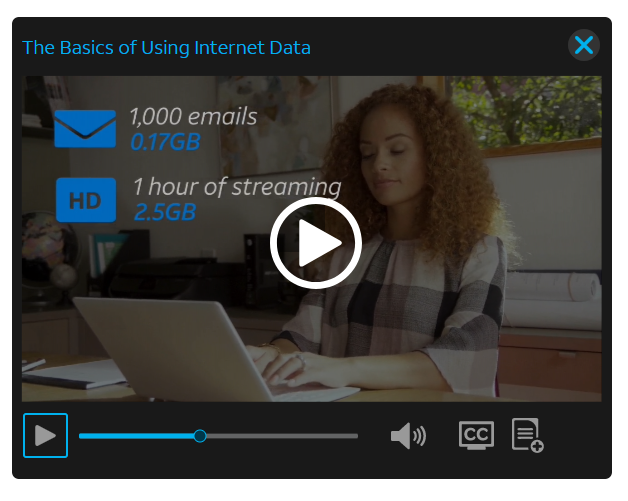 The Basics of Using Internet Data
1,000 emails
0.17GB
HD
1 hour of streaming
2.5GB
CC